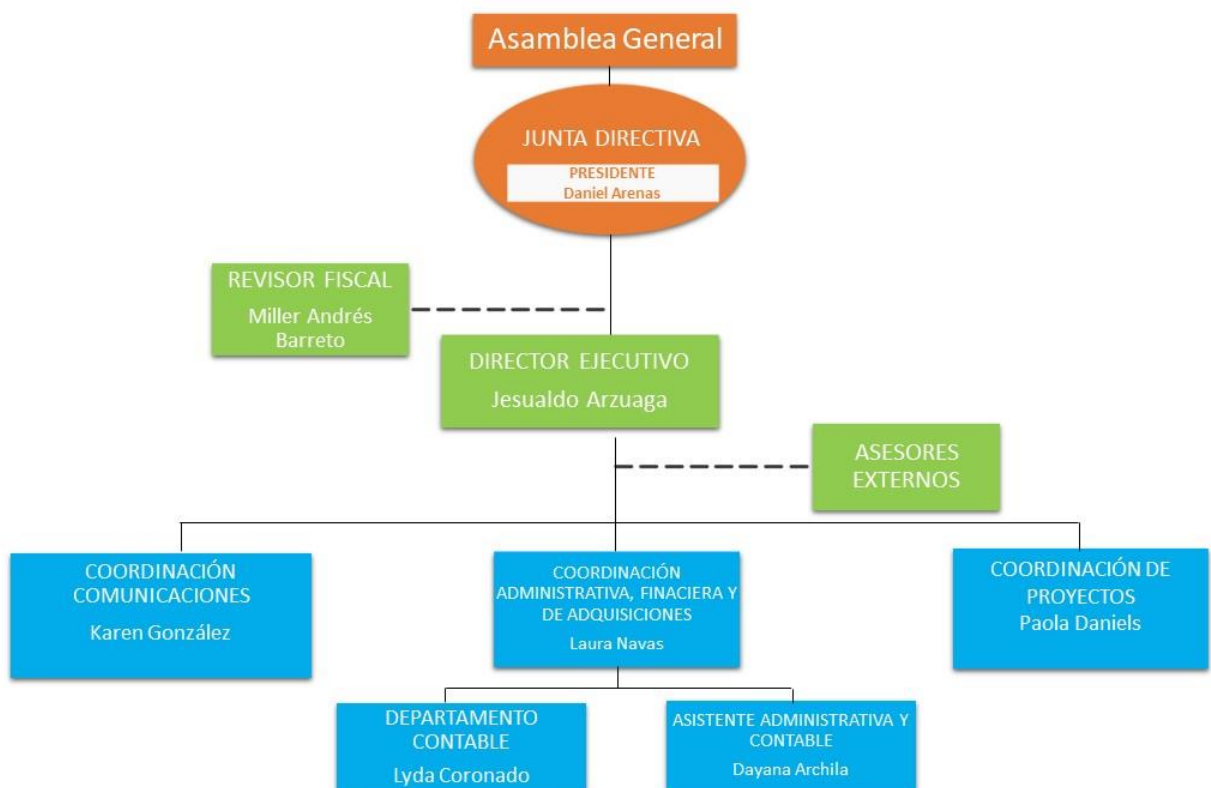 Asamblea General
JUNTA DIRECTIVA
PRESIDENTE
Daniel Arenas
REVISOR FISCAL
Miller Andrés
Barreto
DIRECTOR EJECUTIVO
Jesualdo Arzuaga
ASESORES
EXTERNOS
COORDINACIÓN
COMUNICACIONES
Karen González
COORDINACIÓN
ADMINISTRATIVA, FINACIERA Y
DE ADQUISICIONES
Laura Navas
COORDINACIÓN DE
PROYECTOS
Paola Daniels
DEPARTAMENTO
CONTABLE
Lyda Coronado
ASISTENTE ADMINISTRATIVA Y
CONTABLE
Dayana Archila